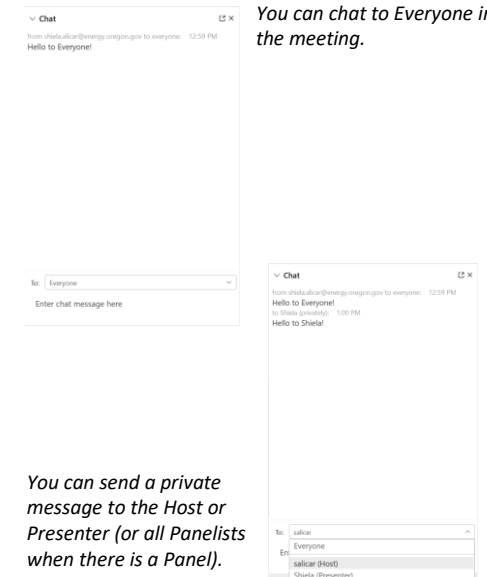 Chat
from shiela.alicar@energy.oregon.gov to everyone: 12:59 PM
Hello to Everyone!
To: Everyone
Enter chat message here
You can chat to Everyone in
the meeting.
Chat
from shiela.alicar@energy.oregon.gov to everyone: 12:59 PM
Hello to Everyone!
to Shiela (privately): 1:00 PM
Hello to Shiela!
To: salicar
Everyone
En
salicar (Host)
Shiela (Presenter)
You can send a private
message to the Host or
Presenter (or all Panelists
when there is a Panel).